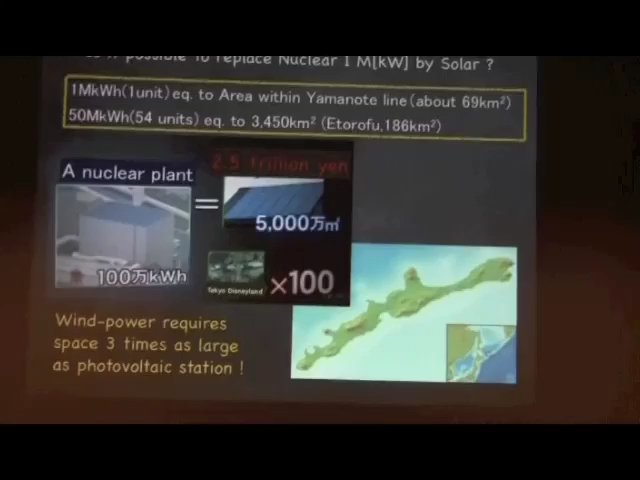 is it possible to replace Nuclear 1 M[kW] by Solar ?
1MkWh(1unit) eq. to Area within Yamanote line (about 69km²)
50MkWh(54 units) eq. to 3,450km² (Etorofu,186km²)
A nuclear plant
2.5 trillion yen
=
5,000万㎡
100万kWh
Tokyo Disneyland
×100
Wind-power requires
space 3 times as large
as photovoltaic station !